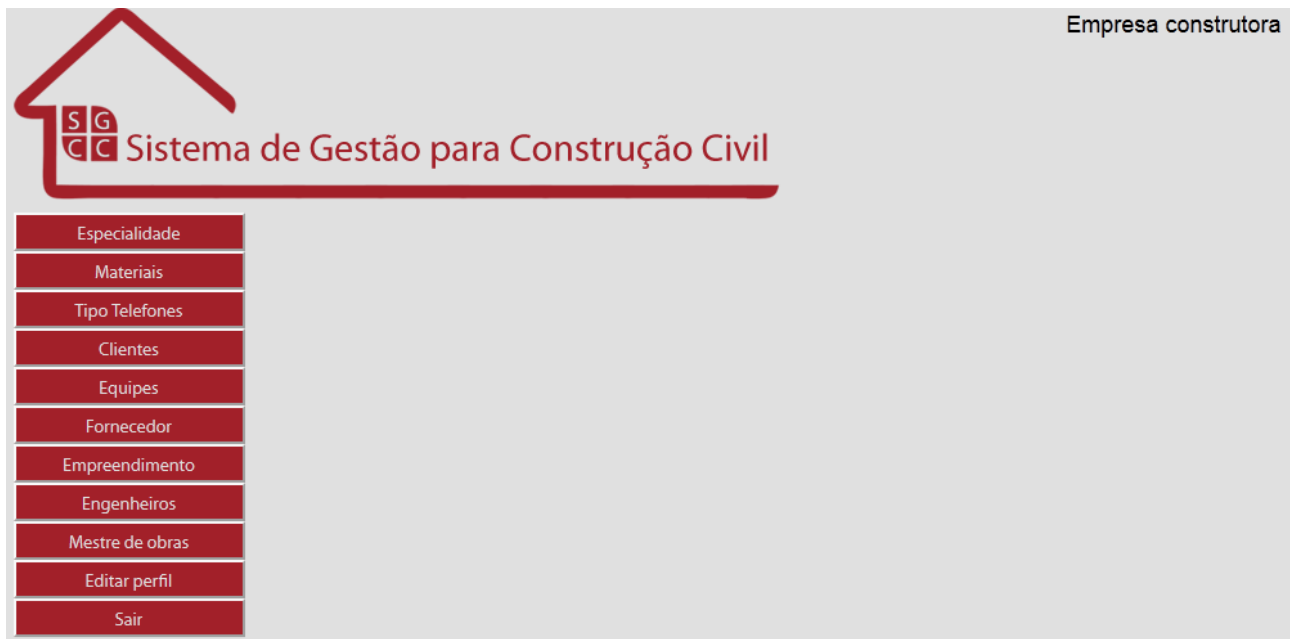 Empresa construtora
S G
C C
Sistema de Gestão para Construção Civil
Especialidade
Materiais
Tipo Telefones
Clientes
Equipes
Fornecedor
Empreendimento
Engenheiros
Mestre de obras
Editar perfil
Sair